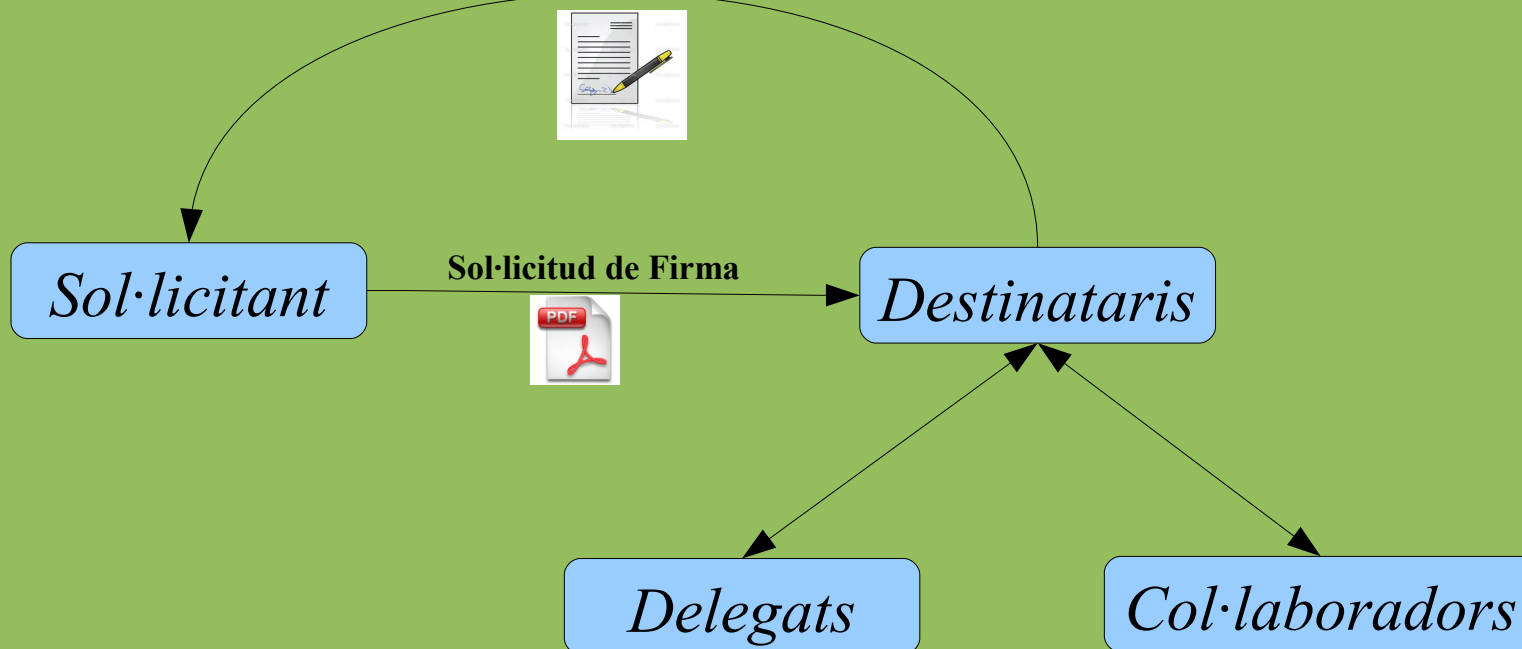 Sol·licitud de Firma
Sol·licitant
Destinataris
PDF
Delegats
Col·laboradors